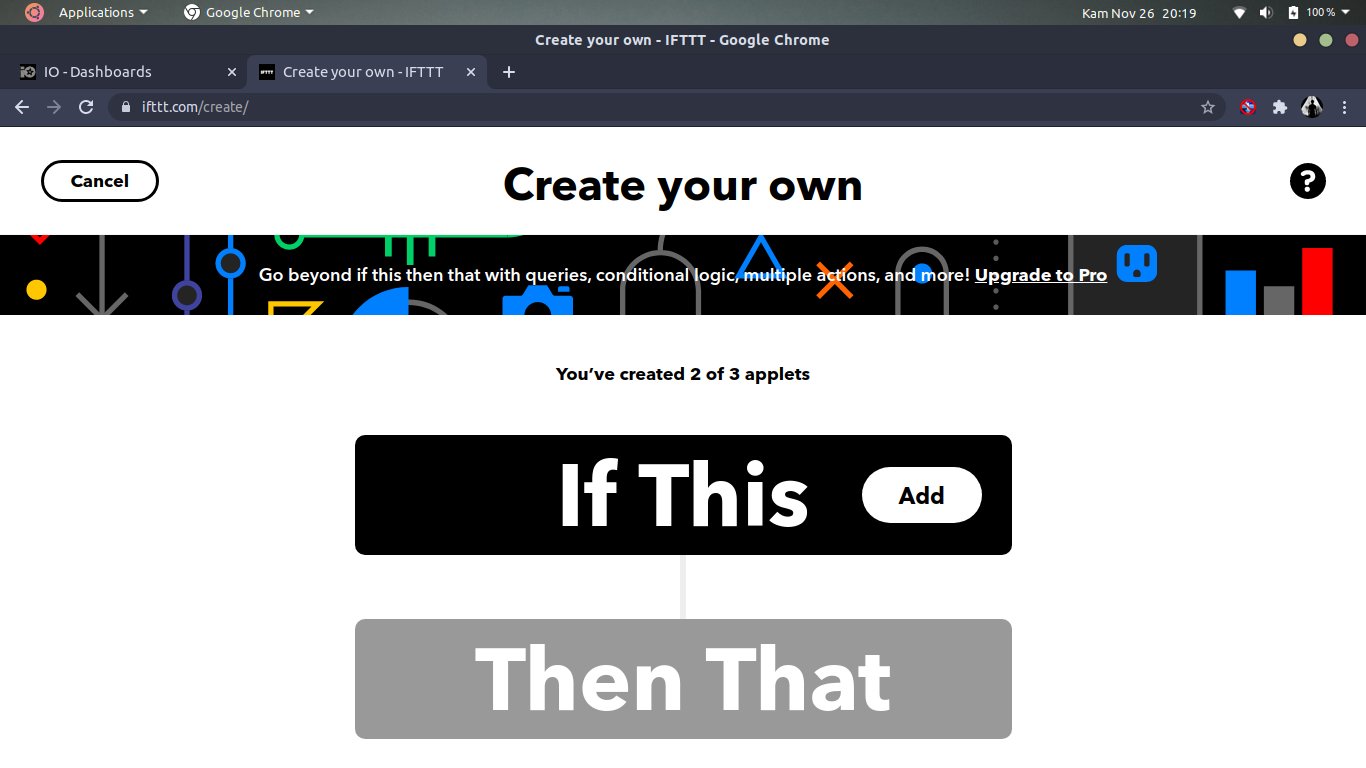 Applications
Google Chrome
Kam Nov 26 20:19
100 %
Create your own - IFTTT - Google Chrome
IO - Dashboards
IFTTT
Create your own - IFTTT
ifttt.com/create/
Cancel
Create your own
?
Go beyond if this then that with queries, conditional logic, multiple actions, and more! Upgrade to Pro
You’ve created 2 of 3 applets
If This
Add
Then That